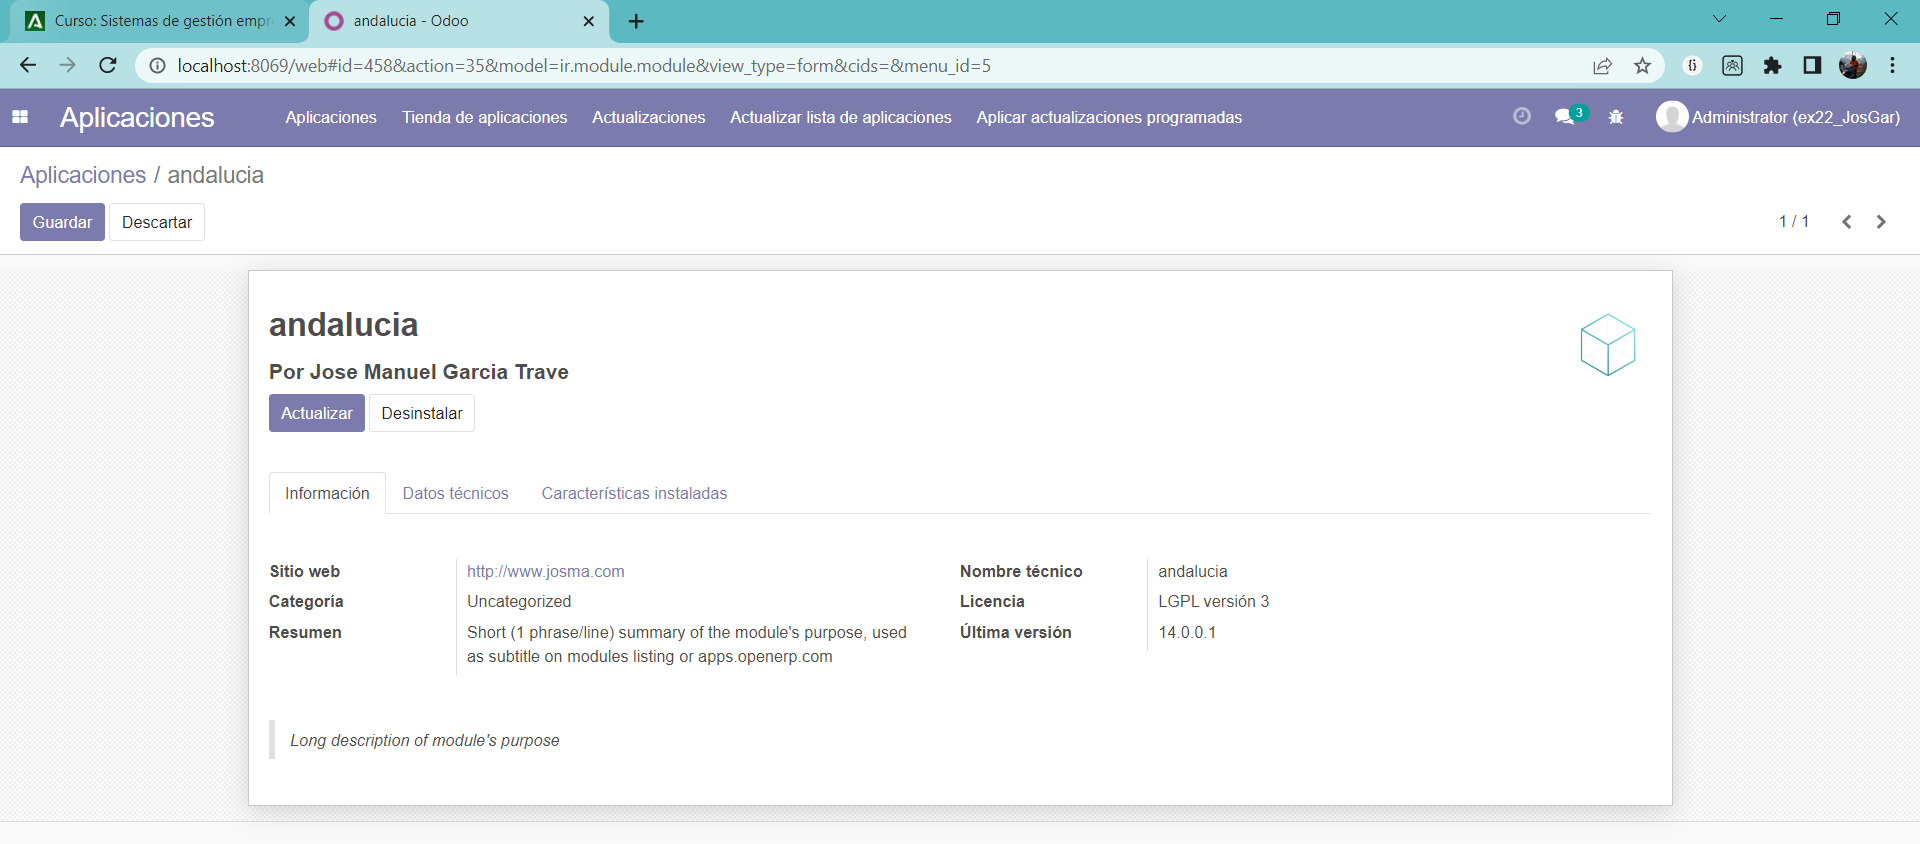 Curso: Sistemas de gestión empr
andalucia - Odoo
localhost:8069/web#id=458&action=35&model=ir.module.module&view_type=form&cids=&menu_id=5
Aplicaciones
Aplicaciones
Tienda de aplicaciones
Actualizaciones
Actualizar lista de aplicaciones
Aplicar actualizaciones programadas
3
Administrator (ex22_JosGar)
Aplicaciones / andalucia
Guardar
Descartar
1 / 1
andalucia
Por Jose Manuel Garcia Trave
Actualizar
Desinstalar
Información
Datos técnicos
Características instaladas
Sitio web
http://www.josma.com
Nombre técnico
andalucia
Categoría
Uncategorized
Licencia
LGPL versión 3
Resumen
Short (1 phrase/line) summary of the module's purpose, used
as subtitle on modules listing or apps.openerp.com
Última versión
14.0.0.1
Long description of module's purpose